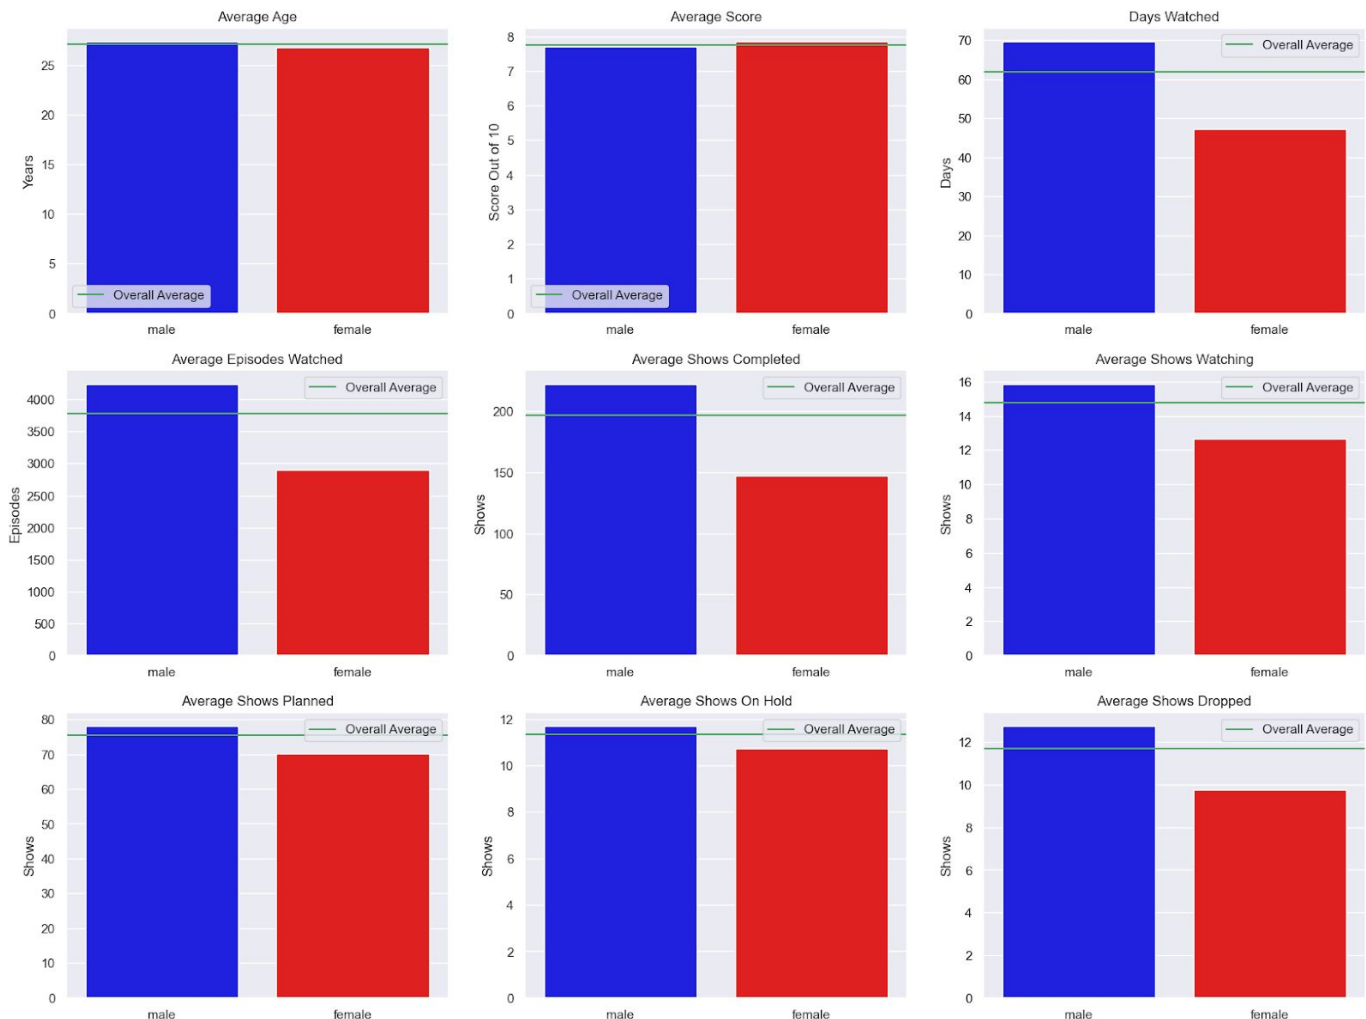 Average Age
Years
25
20
15
10
5
0
Overall Average
male
female
Average Score
Score Out of 10
8
7
6
5
4
3
2
1
0
Overall Average
male
female
Days Watched
Days
70
60
50
40
30
20
10
0
Overall Average
male
female
Average Episodes Watched
Episodes
4000
3500
3000
2500
2000
1500
1000
500
0
Overall Average
male
female
Average Shows Completed
Shows
200
150
100
50
0
Overall Average
male
female
Average Shows Watching
Shows
16
14
12
10
8
6
4
2
0
Overall Average
male
female
Average Shows Planned
Shows
80
70
60
50
40
30
20
10
0
Overall Average
male
female
Average Shows On Hold
Shows
12
10
8
6
4
2
0
Overall Average
male
female
Average Shows Dropped
Shows
12
10
8
6
4
2
0
Overall Average
male
female